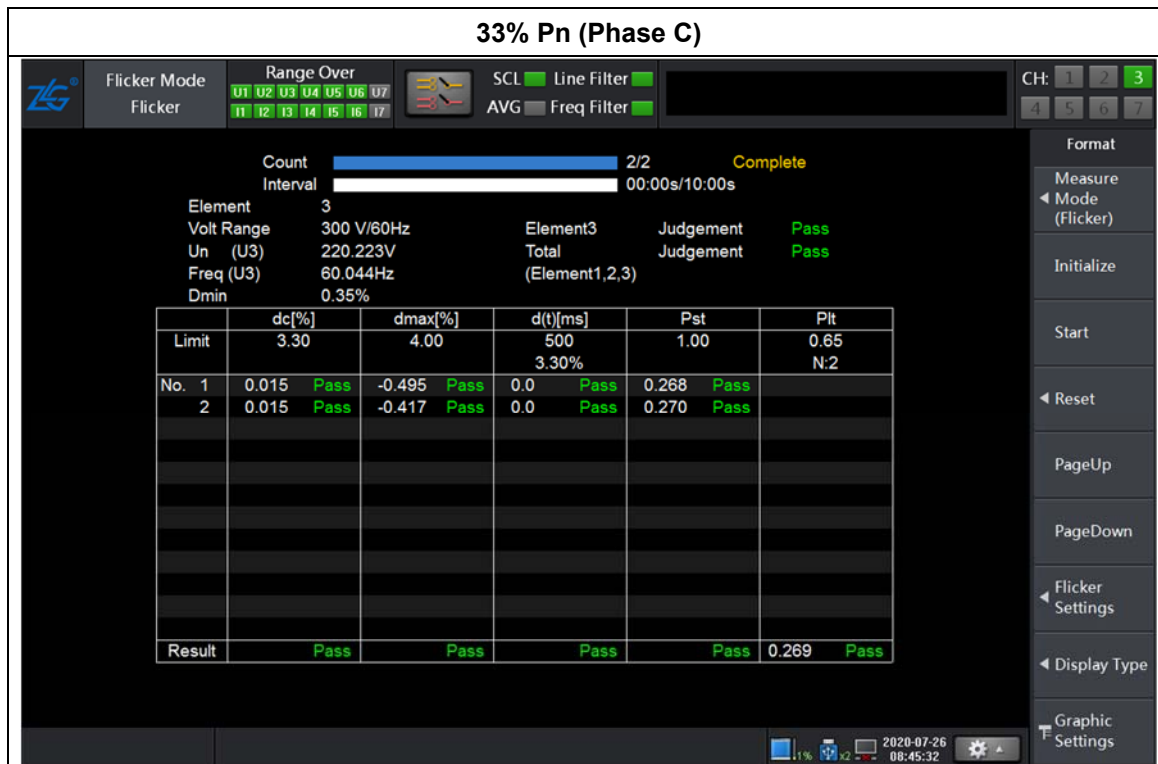 33% Pn (Phase C)
ZLG®
Flicker Mode
Flicker
Range Over
U1 U2 U3 U4 U5 U6 U7
I1 I2 I3 I4 I5 I6 I7
SCL Line Filter
AVG Freq Filter
CH: 1 2 3
4 5 6 7
Count 2/2 Complete
Interval 00:00s/10:00s
Element 3
Volt Range 300 V/60Hz Element3 Judgement Pass
Un (U3) 220.223V Total Judgement Pass
Freq (U3) 60.044Hz (Element1,2,3)
Dmin 0.35%
dc[%] dmax[%] d(t)[ms] Pst Plt
Limit 3.30 4.00 500 1.00 0.65
3.30% N:2
No. 1 0.015 Pass -0.495 Pass 0.0 Pass 0.268 Pass
2 0.015 Pass -0.417 Pass 0.0 Pass 0.270 Pass
Result Pass Pass Pass Pass 0.269 Pass
Format
Measure
Mode
(Flicker)
Initialize
Start
Reset
PageUp
PageDown
Flicker
Settings
Display Type
Graphic
Settings
1% x2 2020-07-26
08:45:32